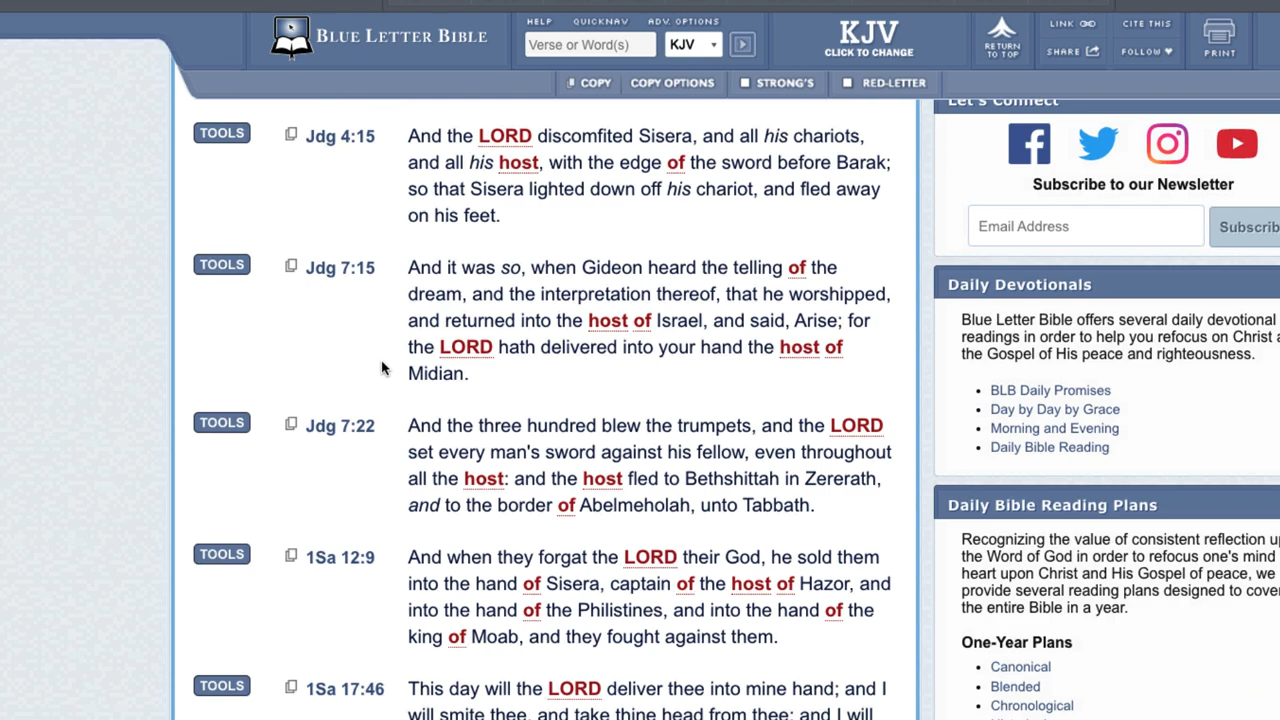 BLUE LETTER BIBLE
HELP QUICKNAV ADV. OPTIONS
Verse or Word(s) KJV
KJV
CLICK TO CHANGE
RETURN
TO TOP
LINK CITE THIS
SHARE FOLLOW
PRINT
COPY COPY OPTIONS STRONG'S RED-LETTER
TOOLS Jdg 4:15 And the LORD discomfited Sisera, and all his chariots,
and all his host, with the edge of the sword before Barak;
so that Sisera lighted down off his chariot, and fled away
on his feet.
TOOLS Jdg 7:15 And it was so, when Gideon heard the telling of the
dream, and the interpretation thereof, that he worshipped,
and returned into the host of Israel, and said, Arise; for
the LORD hath delivered into your hand the host of
Midian.
TOOLS Jdg 7:22 And the three hundred blew the trumpets, and the LORD
set every man's sword against his fellow, even throughout
all the host: and the host fled to Bethshittah in Zererath,
and to the border of Abelmeholah, unto Tabbath.
TOOLS 1Sa 12:9 And when they forgat the LORD their God, he sold them
into the hand of Sisera, captain of the host of Hazor, and
into the hand of the Philistines, and into the hand of the
king of Moab, and they fought against them.
TOOLS 1Sa 17:46 This day will the LORD deliver thee into mine hand; and I
will smite thee, and take thine head from thee; and I will
Let's Connect
Subscribe to our Newsletter
Email Address Subscrib
Daily Devotionals
Blue Letter Bible offers several daily devotional
readings in order to help you refocus on Christ a
the Gospel of His peace and righteousness.
BLB Daily Promises
Day by Day by Grace
Morning and Evening
Daily Bible Reading
Daily Bible Reading Plans
Recognizing the value of consistent reflection u
the Word of God in order to refocus one's mind
heart upon Christ and His Gospel of peace, we
provide several reading plans designed to cove
the entire Bible in a year.
One-Year Plans
Canonical
Blended
Chronological